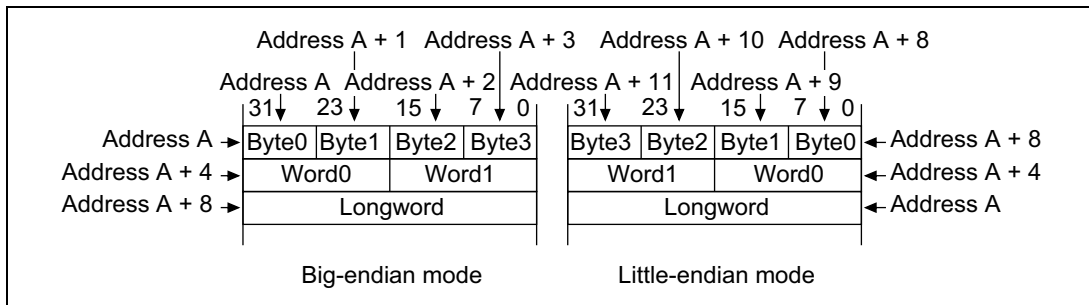 Address A + 1 Address A + 3 Address A + 10 Address A + 8
Address A Address A + 2 Address A + 11 Address A + 9
31 23 15 7 0 31 23 15 7 0
Address A Byte0 Byte1 Byte2 Byte3 Byte3 Byte2 Byte1 Byte0 Address A + 8
Address A + 4 Word0 Word1 Word1 Word0 Address A + 4
Address A + 8 Longword Longword Address A
Big-endian mode Little-endian mode